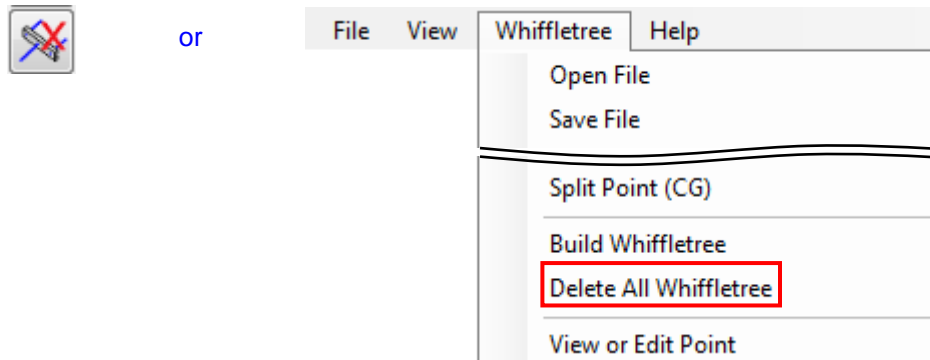 or
File View Whiffletree Help
Open File
Save File
Split Point (CG)
Build Whiffletree
Delete All Whiffletree
View or Edit Point